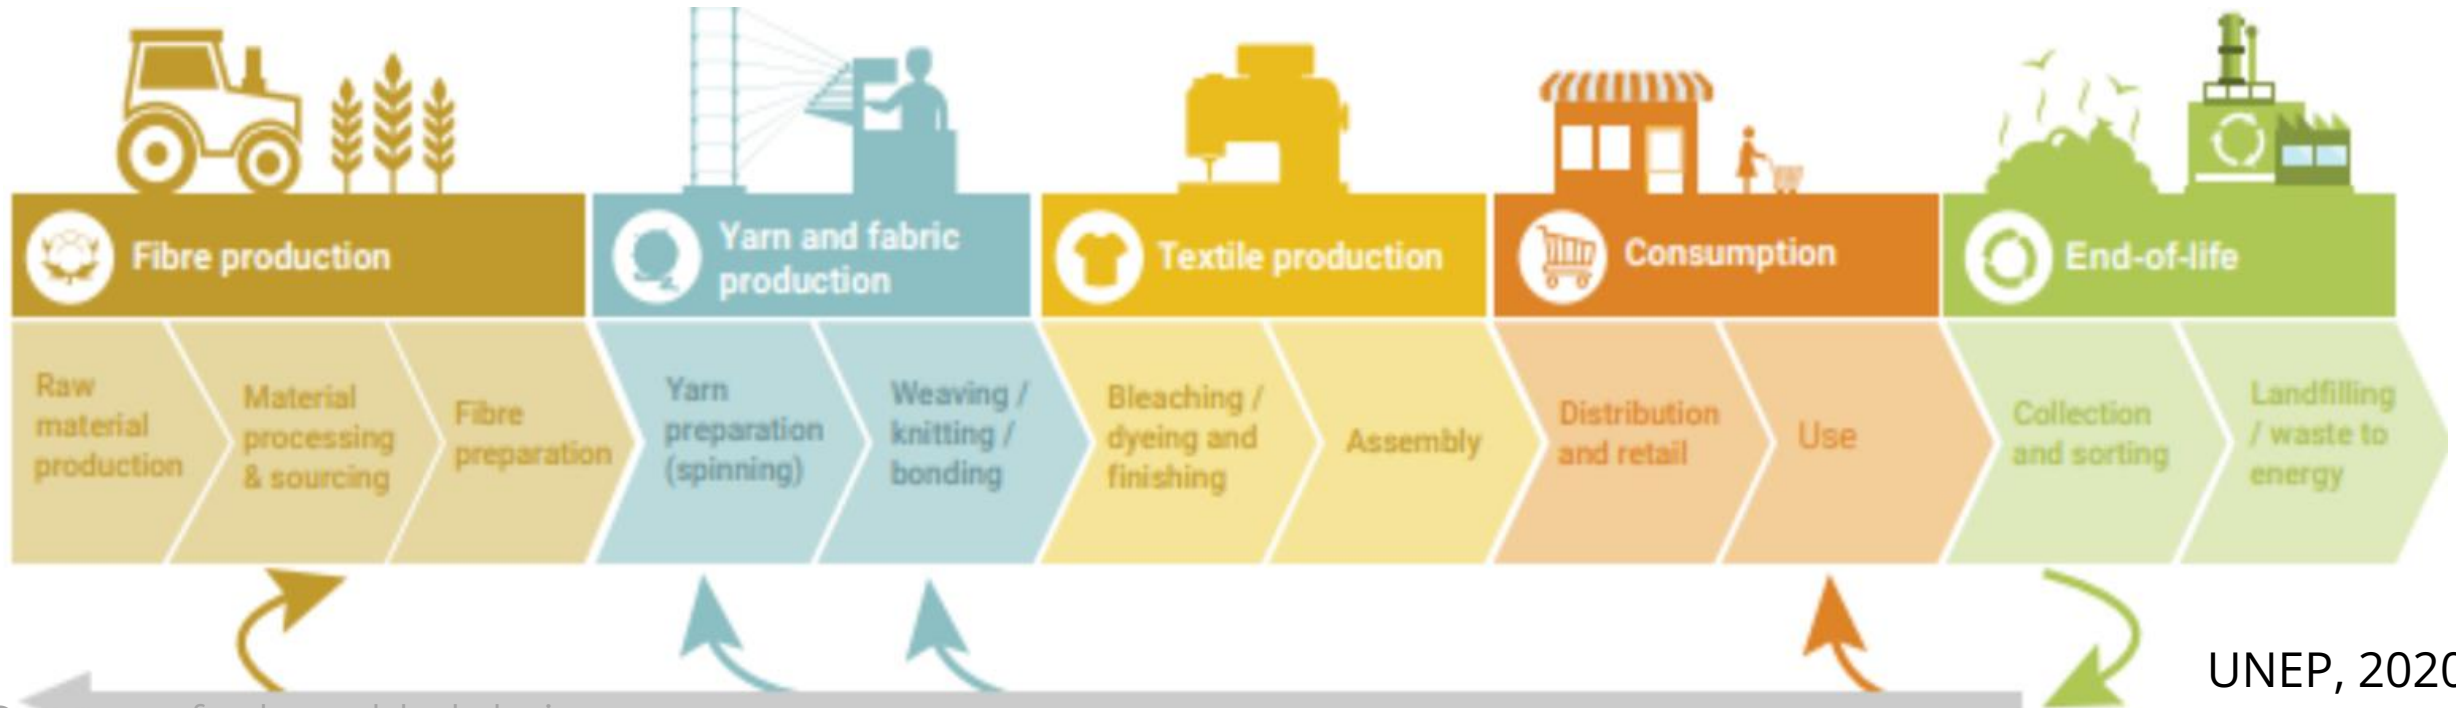 Fibre production
Yarn and fabric
production
Textile production
Consumption
End-of-life
Raw
material
production
Material
processing
& sourcing
Fibre
preparation
Yarn
preparation
(spinning)
Weaving /
knitting /
bonding
Bleaching /
dyeing and
finishing
Assembly
Distribution
and retail
Use
Collection
and sorting
Landfilling
/ waste to
energy
UNEP, 2020